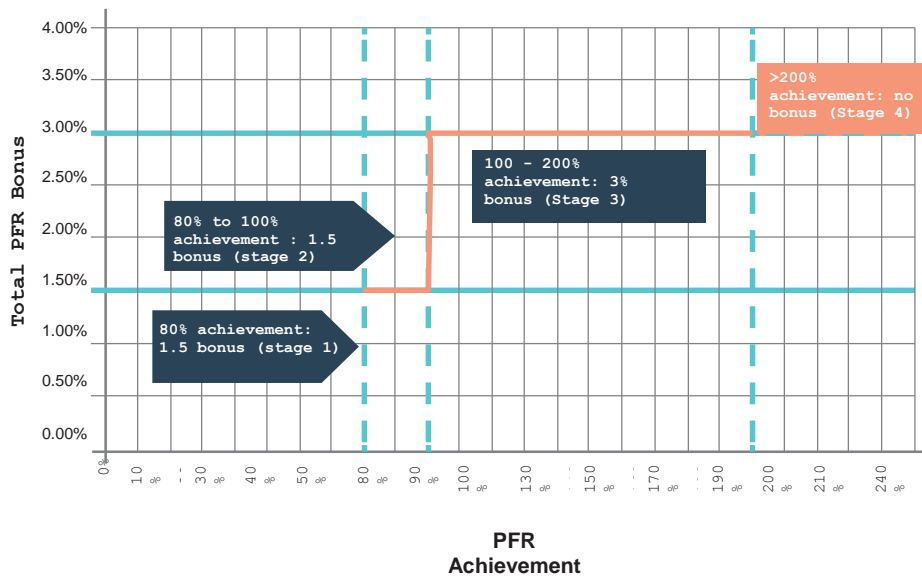 4.00%
3.50%
3.00%
2.50%
2.00%
1.50%
1.00%
0.50%
0.00%
Total PFR Bonus
>200%
achievement: no
bonus (Stage 4)
100 - 200%
achievement: 3%
bonus (Stage 3)
80% to 100%
achievement : 1.5
bonus (stage 2)
80% achievement:
1.5 bonus (stage 1)
0%
10 %
30 %
40 %
50 %
80 %
90 %
100 %
130 %
150 %
170 %
190 %
200 %
21 %
240 %
PFR
Achievement